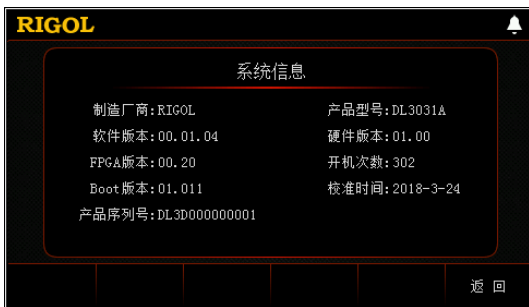 RIGOL
系统信息
制造厂商:RIGOL 产品型号:DL3031A
软件版本:00.01.04 硬件版本:01.00
FPGA版本:00.20 开机次数:302
Boot版本:01.011 校准时间:2018-3-24
产品序列号:DL3D000000001
返 回